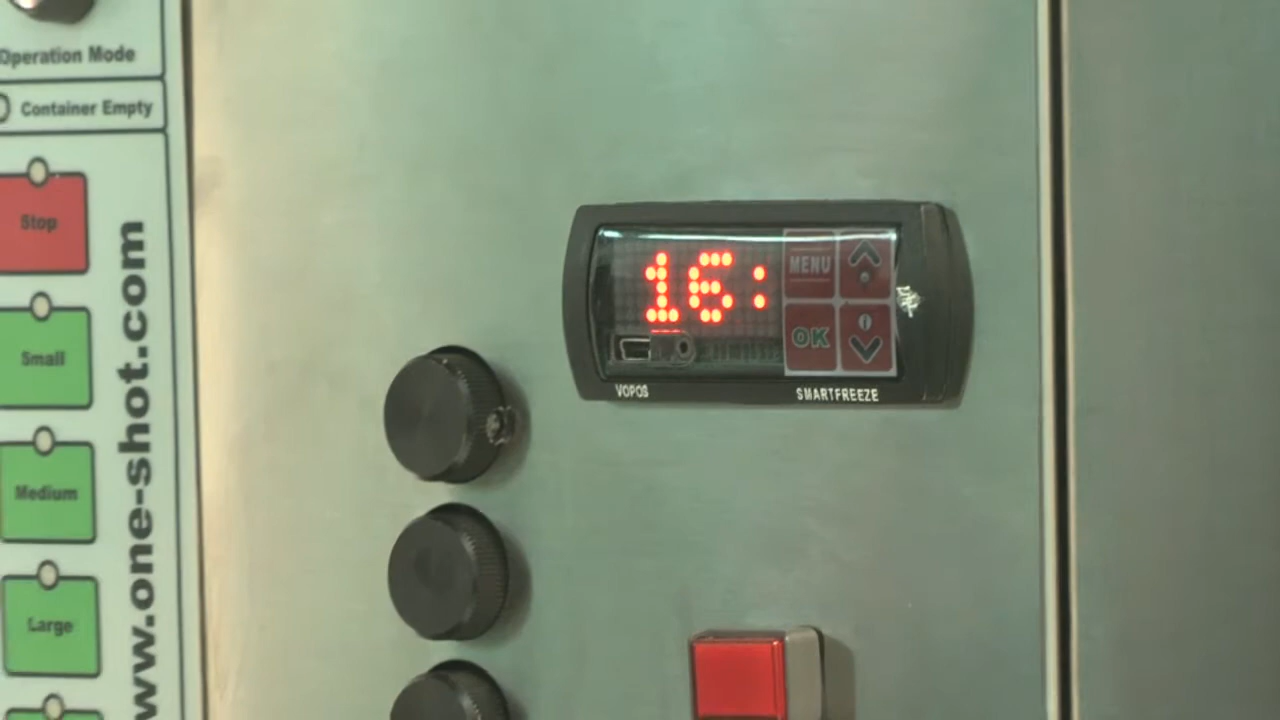 Operation Mode
Container Empty
Stop
Small
Medium
Large
www.one-shot.com
16:
MENU
OK
i
VOPOS
SMARTFREEZE